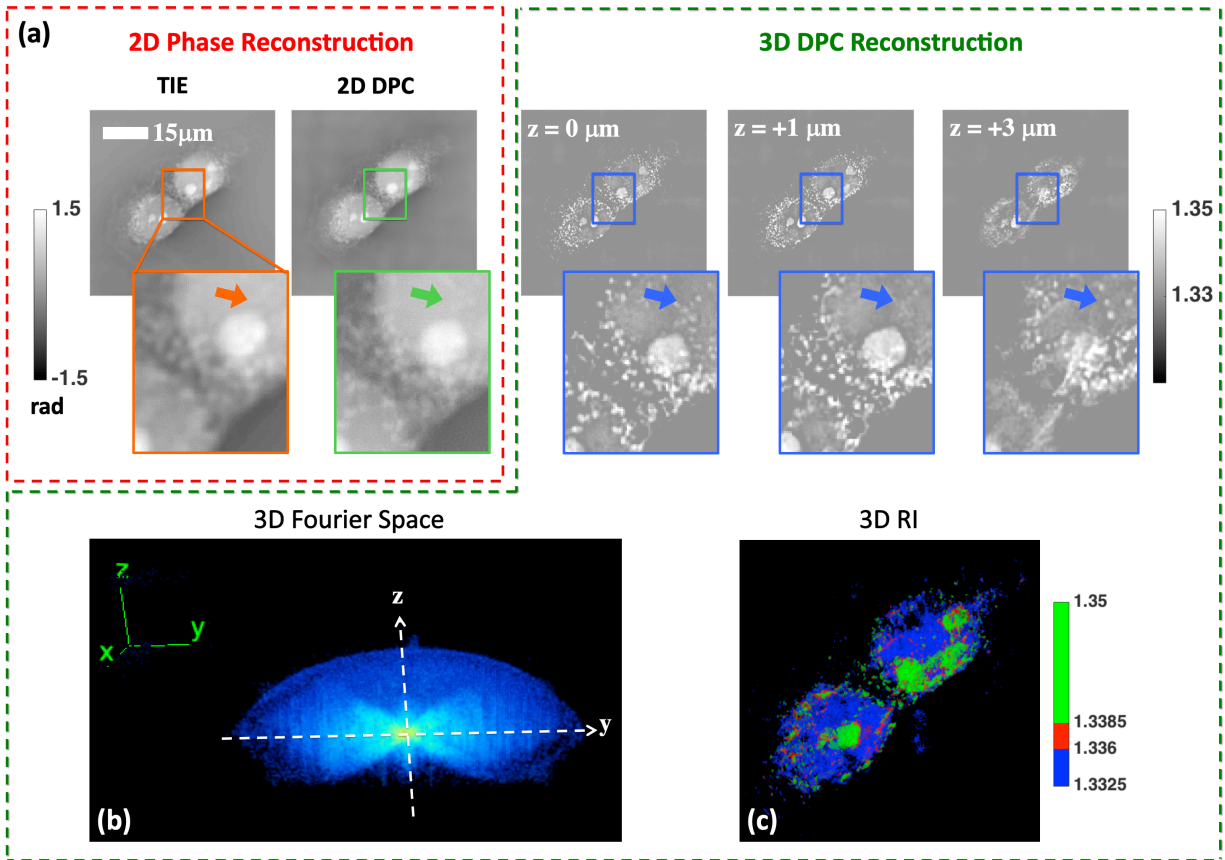 (a)
2D Phase Reconstruction
3D DPC Reconstruction
TIE
2D DPC
15μm
z = 0 μm
z = +1 μm
z = +3 μm
1.5
-1.5
rad
1.35
1.33
3D Fourier Space
3D RI
z
y
x
z
y
(b)
(c)
1.35
1.3385
1.336
1.3325